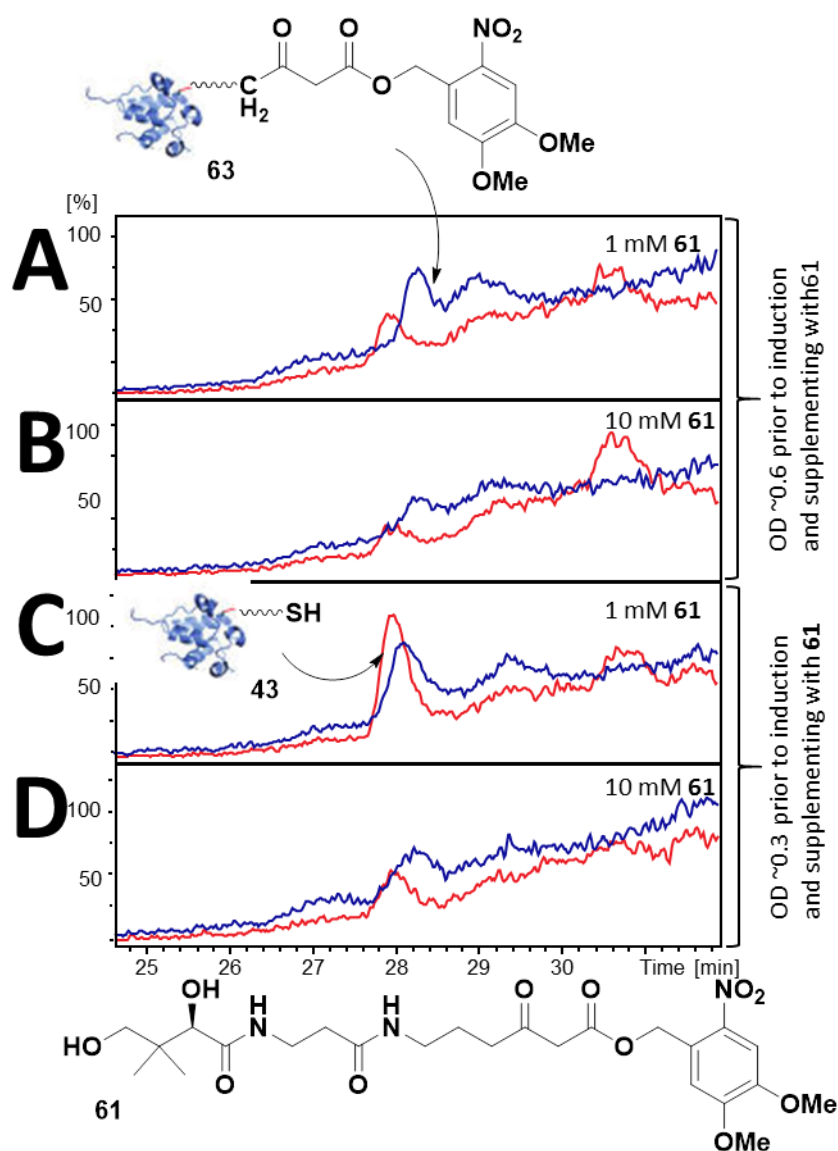 O O NO₂
C O
H₂
63 OMe
OMe
[%]
A
100
50
1 mM 61
B
100
50
10 mM 61
OD ~0.6 prior to induction
and supplementing with61
C
100
50
SH
43
1 mM 61
D
100
50
10 mM 61
OD ~0.3 prior to induction
and supplementing with 61
25 26 27 28 29 30 Time [min]
OH H H O O NO₂
HO N N O
O O OMe
61 OMe